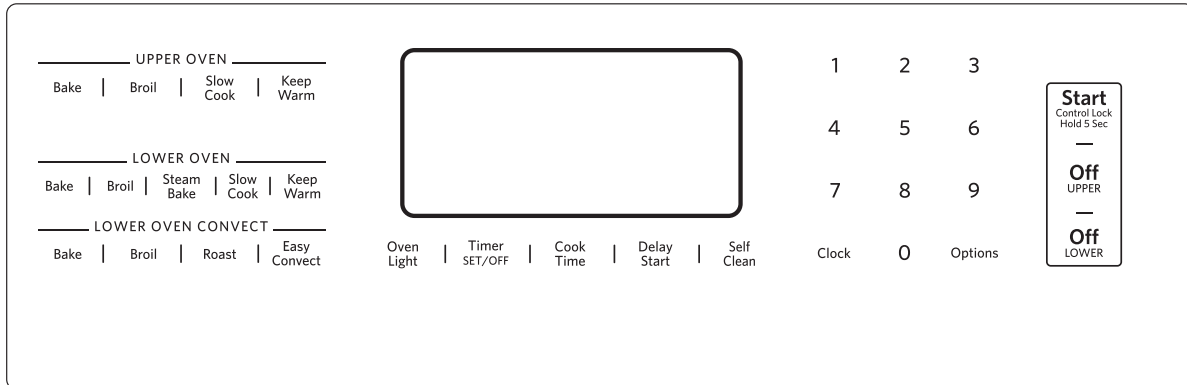 UPPER OVEN
Bake | Broil | Slow Cook | Keep Warm
LOWER OVEN
Bake | Broil | Steam Bake | Slow Cook | Keep Warm
LOWER OVEN CONVECT
Bake | Broil | Roast | Easy Convect
Oven Light | Timer SET/OFF | Cook Time | Delay Start | Self Clean
1 2 3
4 5 6
7 8 9
Clock 0 Options
Start
Control Lock
Hold 5 Sec
Off
UPPER
Off
LOWER